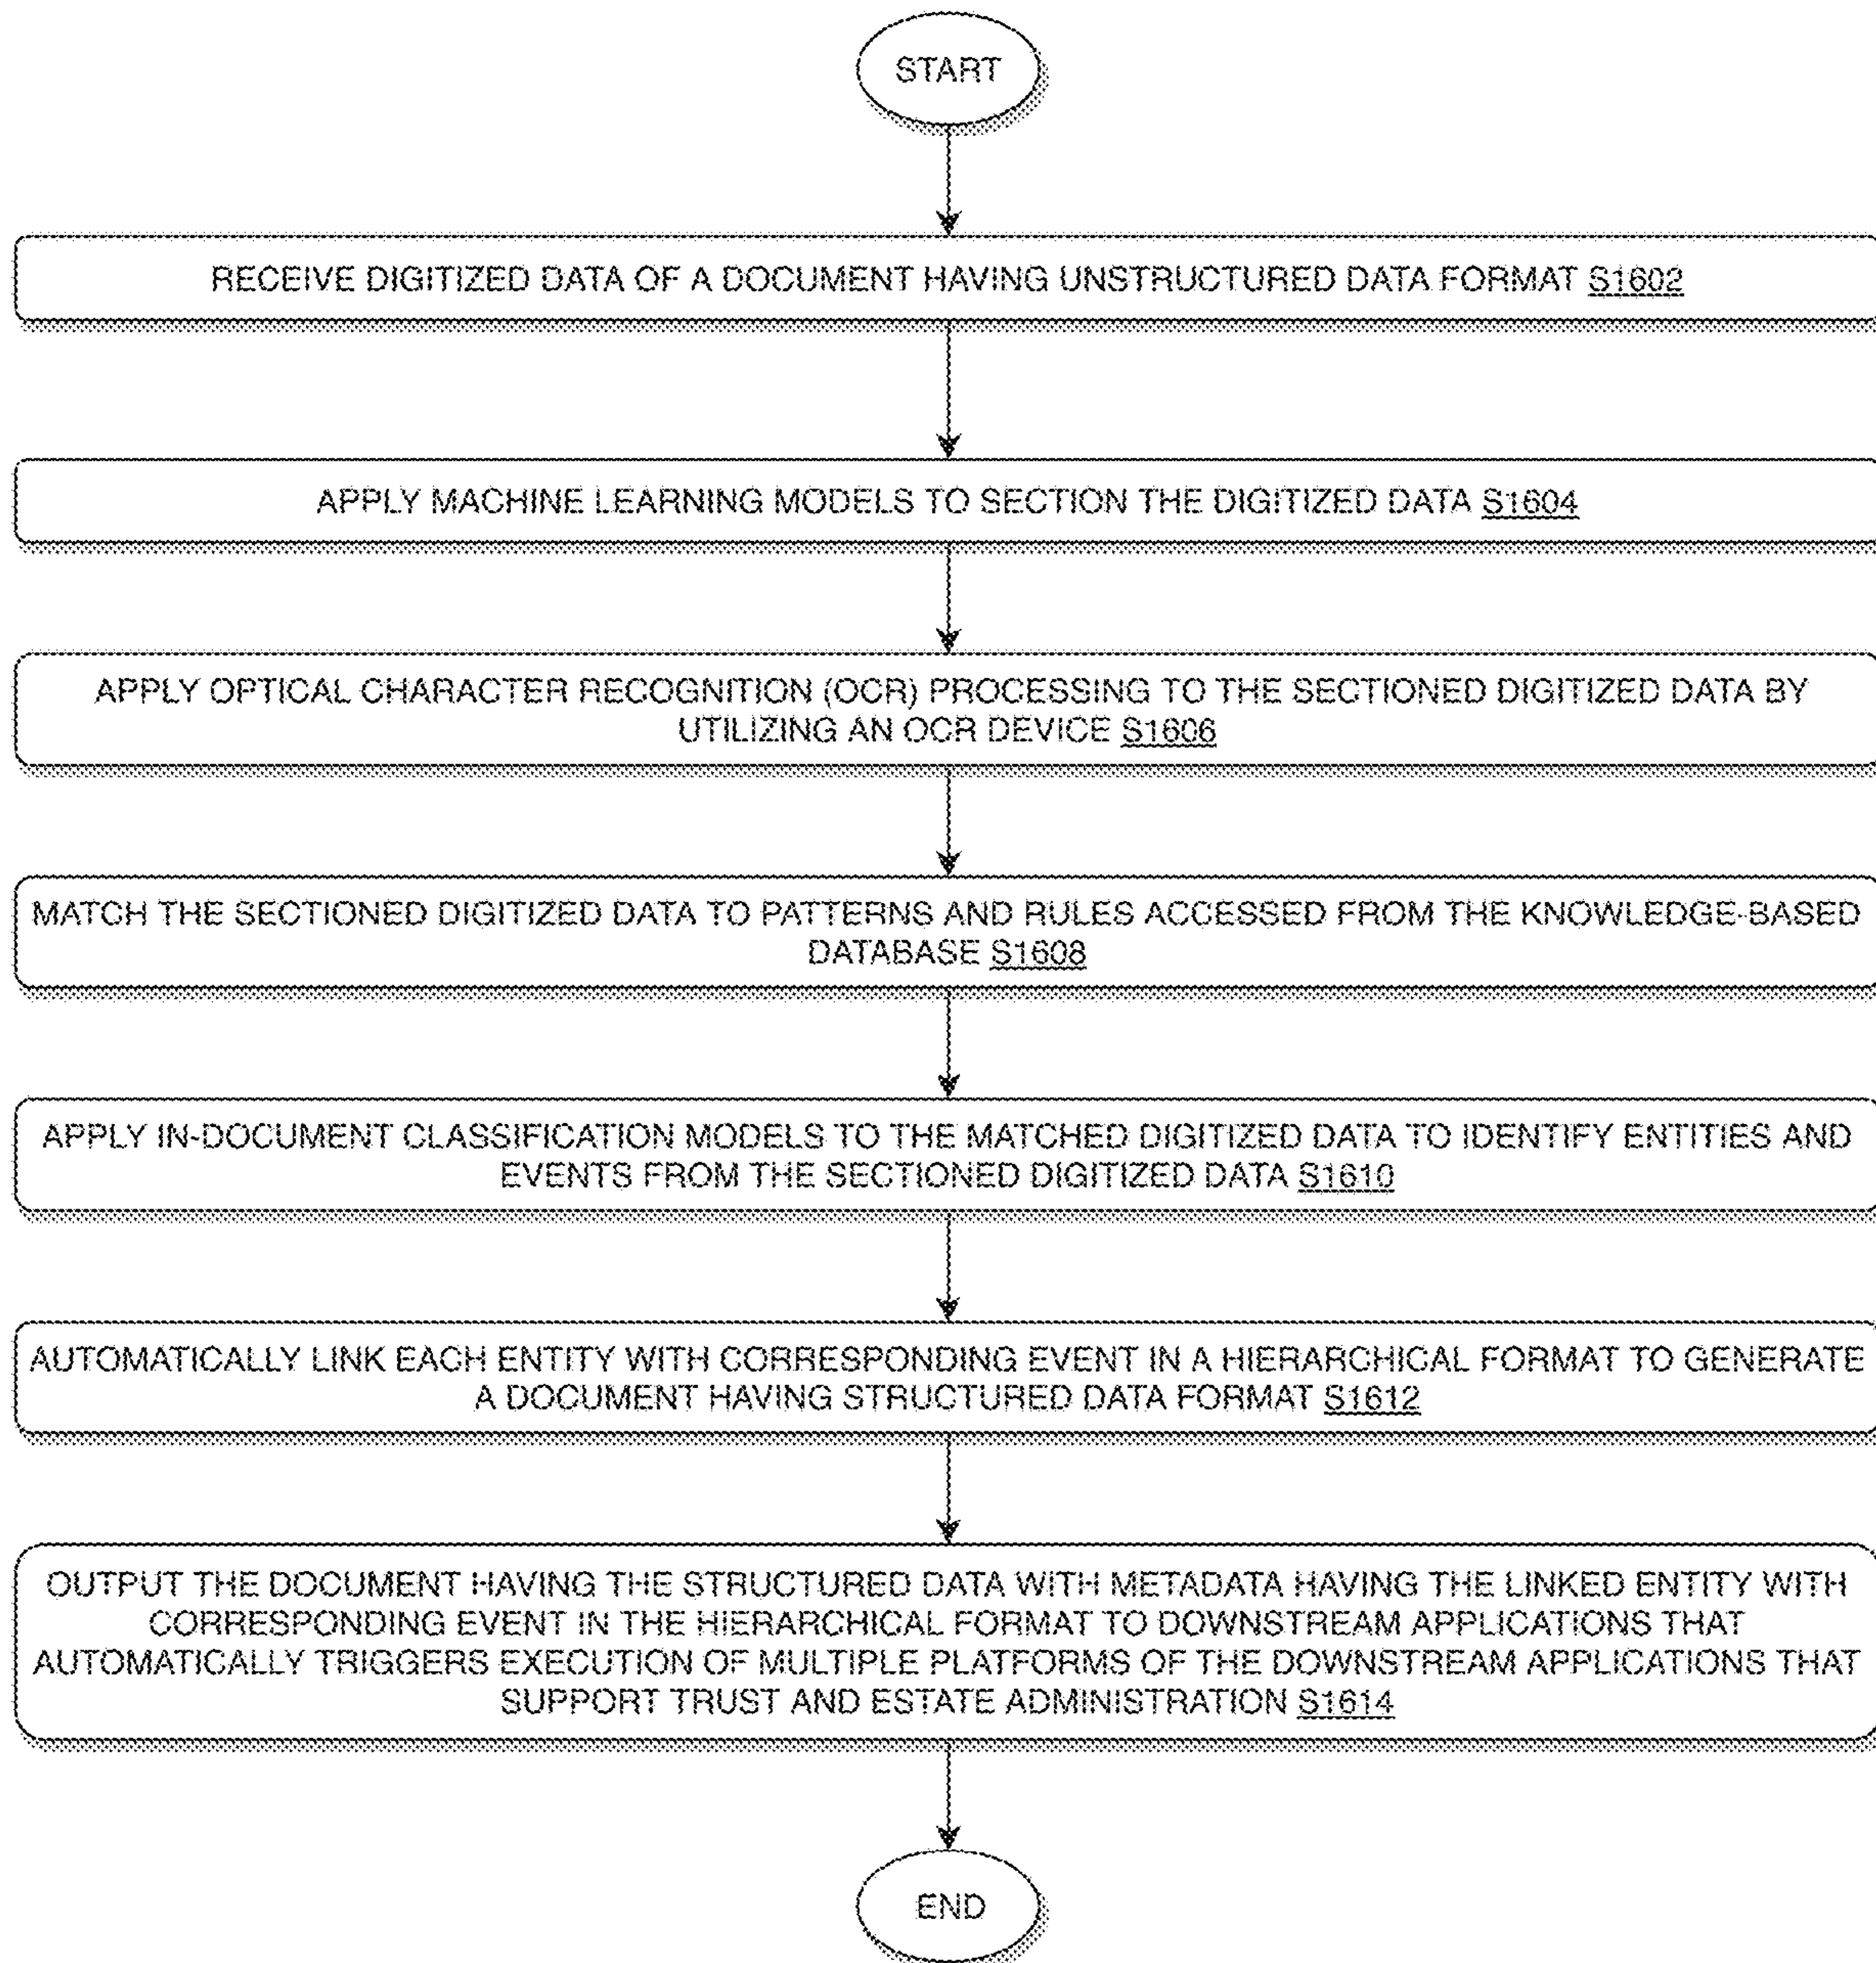 START
RECEIVE DIGITIZED DATA OF A DOCUMENT HAVING UNSTRUCTURED DATA FORMAT S1602
APPLY MACHINE LEARNING MODELS TO SECTION THE DIGITIZED DATA S1604
APPLY OPTICAL CHARACTER RECOGNITION (OCR) PROCESSING TO THE SECTIONED DIGITIZED DATA BY
UTILIZING AN OCR DEVICE S1606
MATCH THE SECTIONED DIGITIZED DATA TO PATTERNS AND RULES ACCESSED FROM THE KNOWLEDGE-BASED
DATABASE S1608
APPLY IN-DOCUMENT CLASSIFICATION MODELS TO THE MATCHED DIGITIZED DATA TO IDENTIFY ENTITIES AND
EVENTS FROM THE SECTIONED DIGITIZED DATA S1610
AUTOMATICALLY LINK EACH ENTITY WITH CORRESPONDING EVENT IN A HIERARCHICAL FORMAT TO GENERATE
A DOCUMENT HAVING STRUCTURED DATA FORMAT S1612
OUTPUT THE DOCUMENT HAVING THE STRUCTURED DATA WITH METADATA HAVING THE LINKED ENTITY WITH
CORRESPONDING EVENT IN THE HIERARCHICAL FORMAT TO DOWNSTREAM APPLICATIONS THAT
AUTOMATICALLY TRIGGERS EXECUTION OF MULTIPLE PLATFORMS OF THE DOWNSTREAM APPLICATIONS THAT
SUPPORT TRUST AND ESTATE ADMINISTRATION S1614
END